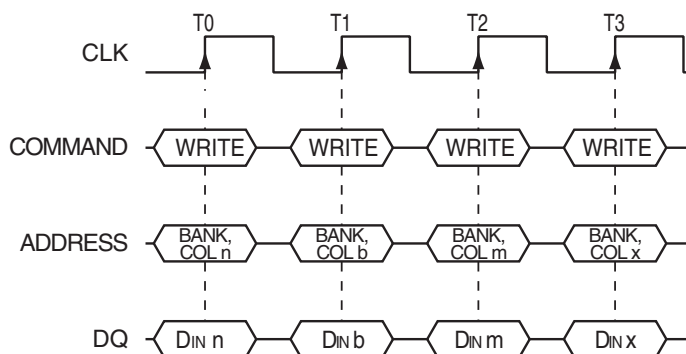 T0 T1 T2 T3
CLK
COMMAND WRITE WRITE WRITE WRITE
ADDRESS BANK, COL n BANK, COL b BANK, COL m BANK, COL x
DQ DIN n DIN b DIN m DIN x